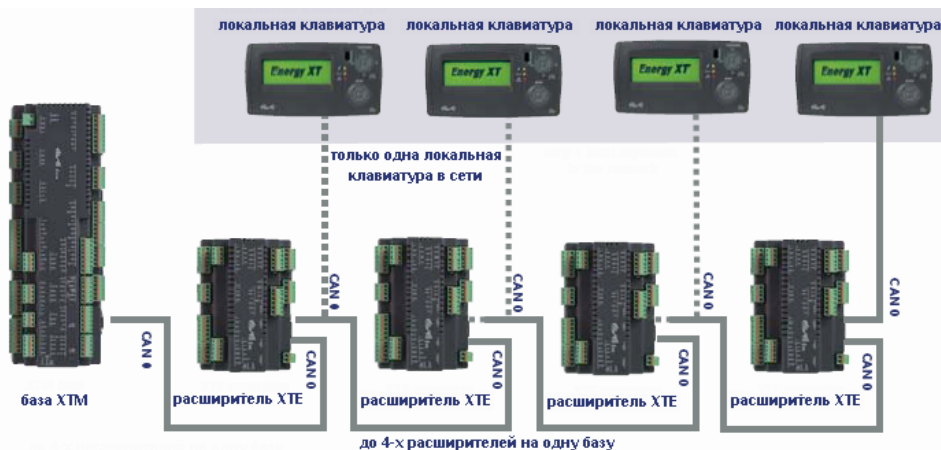 локальная клавиатура локальная клавиатура локальная клавиатура локальная клавиатура
Energy XT Energy XT Energy XT Energy XT
только одна локальная
клавиатура в сети
CAN 0 CAN 0 CAN 0 CAN 0
CAN 0 CAN 0 CAN 0 CAN 0 CAN 0
база XTM расширитель XTE расширитель XTE расширитель XTE расширитель XTE
до 4-х расширителей на одну базу